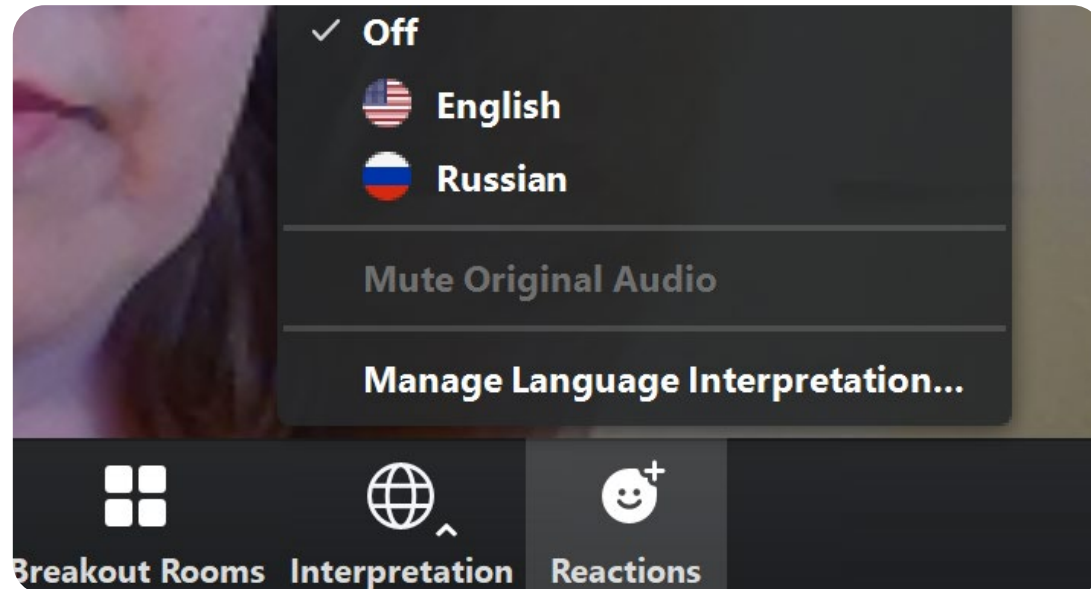 Off
English
Russian
Mute Original Audio
Manage Language Interpretation...
Breakout Rooms Interpretation Reactions